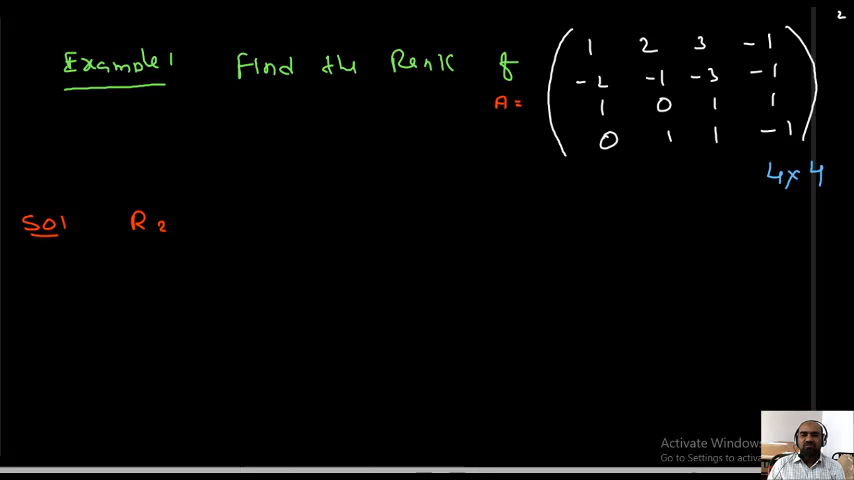 2
Example 1 Find the Rank of
A =
1 2 3 -1
-2 -1 -3 -1
1 0 1 1
0 1 1 -1
4x4
Sol R2
Activate Windows
Go to Settings to activa